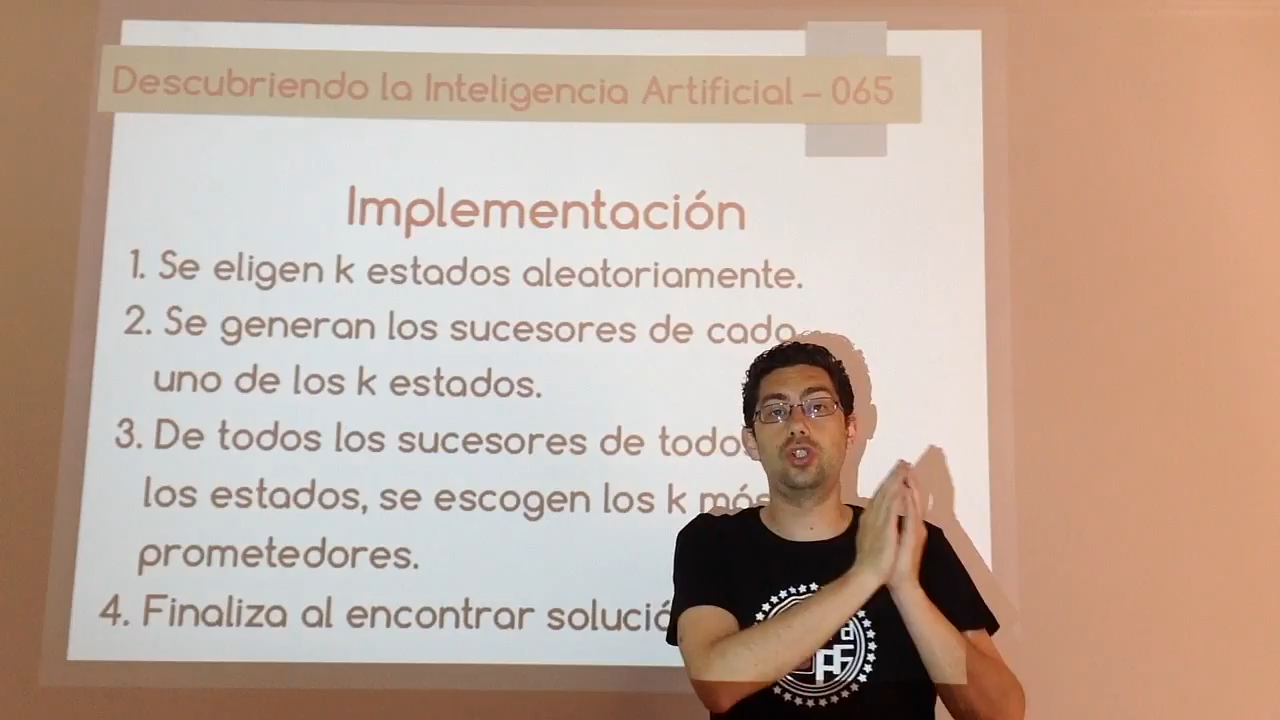 Descubriendo la Inteligencia Artificial – 065
Implementación
1. Se eligen k estados aleatoriamente.
2. Se generan los sucesores de cada
uno de los k estados.
3. De todos los sucesores de todos
los estados, se escogen los k más
prometedores.
4. Finaliza al encontrar solució